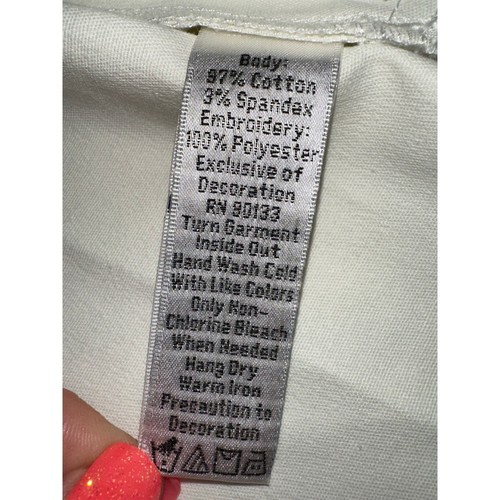 Body:
97% Cotton
3% Spandex
Embroidery:
100% Polyester
Exclusive of
Decoration
RN 90133
Turn Garment
Inside Out
Hand Wash Cold
With Like Colors
Only Non-
Chlorine Bleach
When Needed
Hang Dry
Warm Iron
Precaution to
Decoration